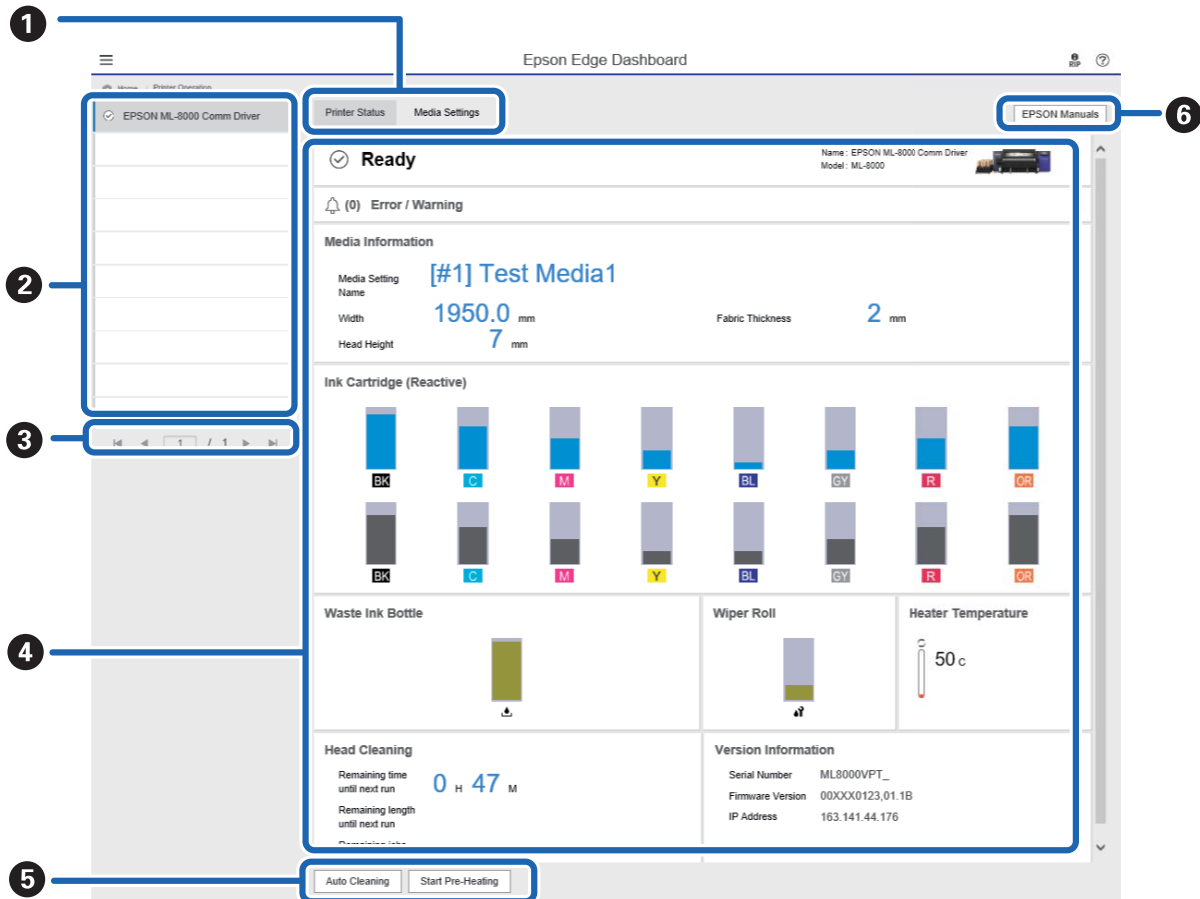 1
Epson Edge Dashboard
RIP
Home / Printer Operation
2
EPSON ML-8000 Comm Driver
Printer Status Media Settings
EPSON Manuals
6
Ready
Name : EPSON ML-8000 Comm Driver
Model : ML-8000
(0) Error / Warning
Media Information
Media Setting Name [#1] Test Media1
Width 1950.0 mm Fabric Thickness 2 mm
Head Height 7 mm
Ink Cartridge (Reactive)
3
1 / 1
BK C M Y BL GY R OR
BK C M Y BL GY R OR
4
Waste Ink Bottle Wiper Roll Heater Temperature
50 c
Head Cleaning
Remaining time until next run 0 H 47 M
Remaining length until next run
Remaining jobs
Version Information
Serial Number ML8000VPT_
Firmware Version 00XXX0123,01.1B
IP Address 163.141.44.176
5
Auto Cleaning Start Pre-Heating